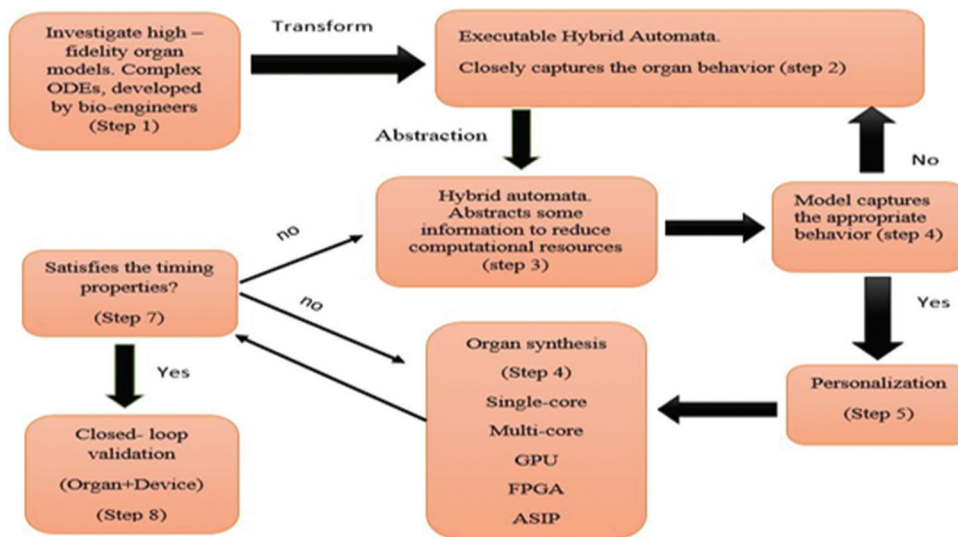 Investigate high –
fidelity organ
models. Complex
ODEs, developed
by bio-engineers
(Step 1)
Transform
Executable Hybrid Automata.
Closely captures the organ behavior (step 2)
Abstraction
No
Hybrid automata.
Abstracts some
information to reduce
computational resources
(step 3)
Model captures
the appropriate
behavior (step 4)
no
Satisfies the timing
properties?
(Step 7)
no
Yes
Organ synthesis
(Step 4)
Single-core
Multi-core
GPU
FPGA
ASIP
Personalization
(Step 5)
Yes
Closed- loop
validation
(Organ+Device)
(Step 8)